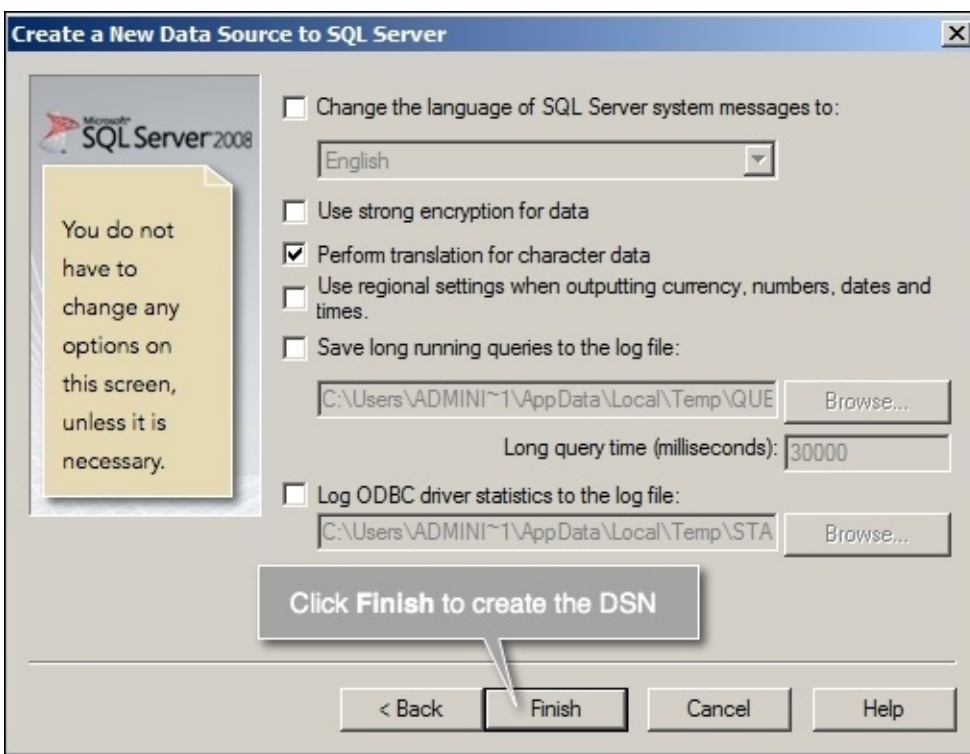 Create a New Data Source to SQL Server
Microsoft
SQL Server 2008
You do not
have to
change any
options on
this screen,
unless it is
necessary.
Change the language of SQL Server system messages to:
English
Use strong encryption for data
Perform translation for character data
Use regional settings when outputting currency, numbers, dates and
times.
Save long running queries to the log file:
C:\Users\ADMINI~1\AppData\Local\Temp\QUE
Browse...
Long query time (milliseconds):
30000
Log ODBC driver statistics to the log file:
C:\Users\ADMINI~1\AppData\Local\Temp\STA
Browse...
Click Finish to create the DSN
< Back
Finish
Cancel
Help